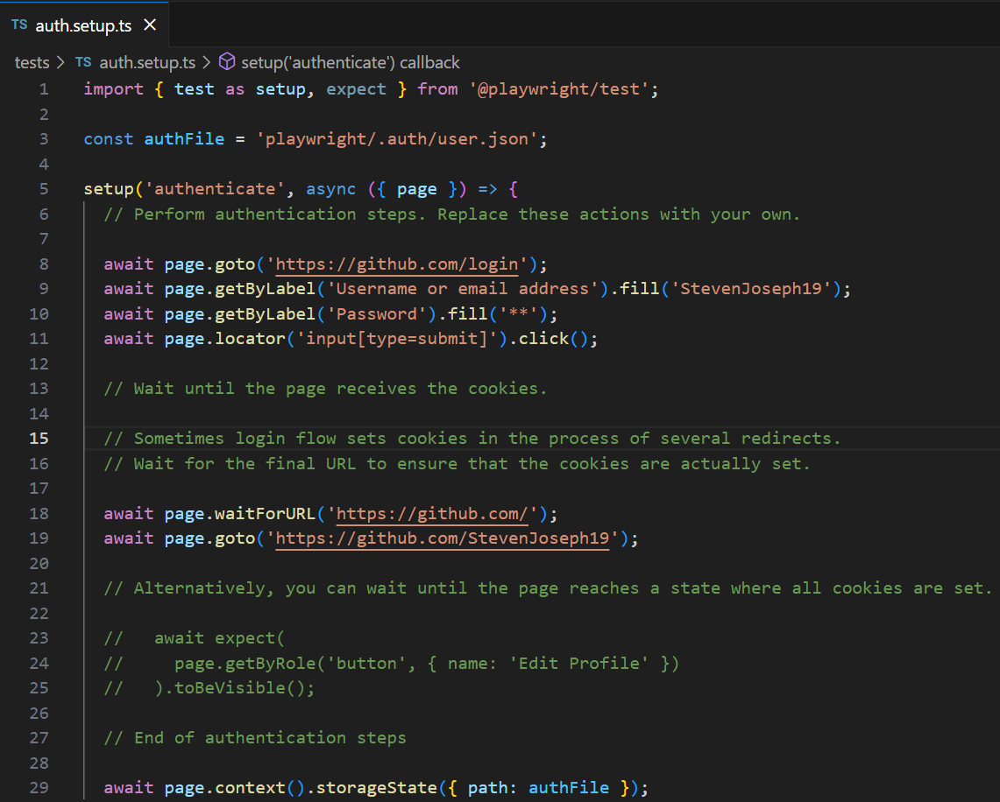 TS auth.setup.ts ×
tests > TS auth.setup.ts > setup('authenticate') callback
1 import { test as setup, expect } from '@playwright/test';
2
3 const authFile = 'playwright/.auth/user.json';
4
5 setup('authenticate', async ({ page }) => {
6 // Perform authentication steps. Replace these actions with your own.
7
8 await page.goto('https://github.com/login');
9 await page.getByLabel('Username or email address').fill('StevenJoseph19');
10 await page.getByLabel('Password').fill('**');
11 await page.locator('input[type=submit]').click();
12
13 // Wait until the page receives the cookies.
14
15 // Sometimes login flow sets cookies in the process of several redirects.
16 // Wait for the final URL to ensure that the cookies are actually set.
17
18 await page.waitForURL('https://github.com/');
19 await page.goto('https://github.com/StevenJoseph19');
20
21 // Alternatively, you can wait until the page reaches a state where all cookies are set.
22
23 //   await expect(
24 //     page.getByRole('button', { name: 'Edit Profile' })
25 //   ).toBeVisible();
26
27 // End of authentication steps
28
29 await page.context().storageState({ path: authFile });